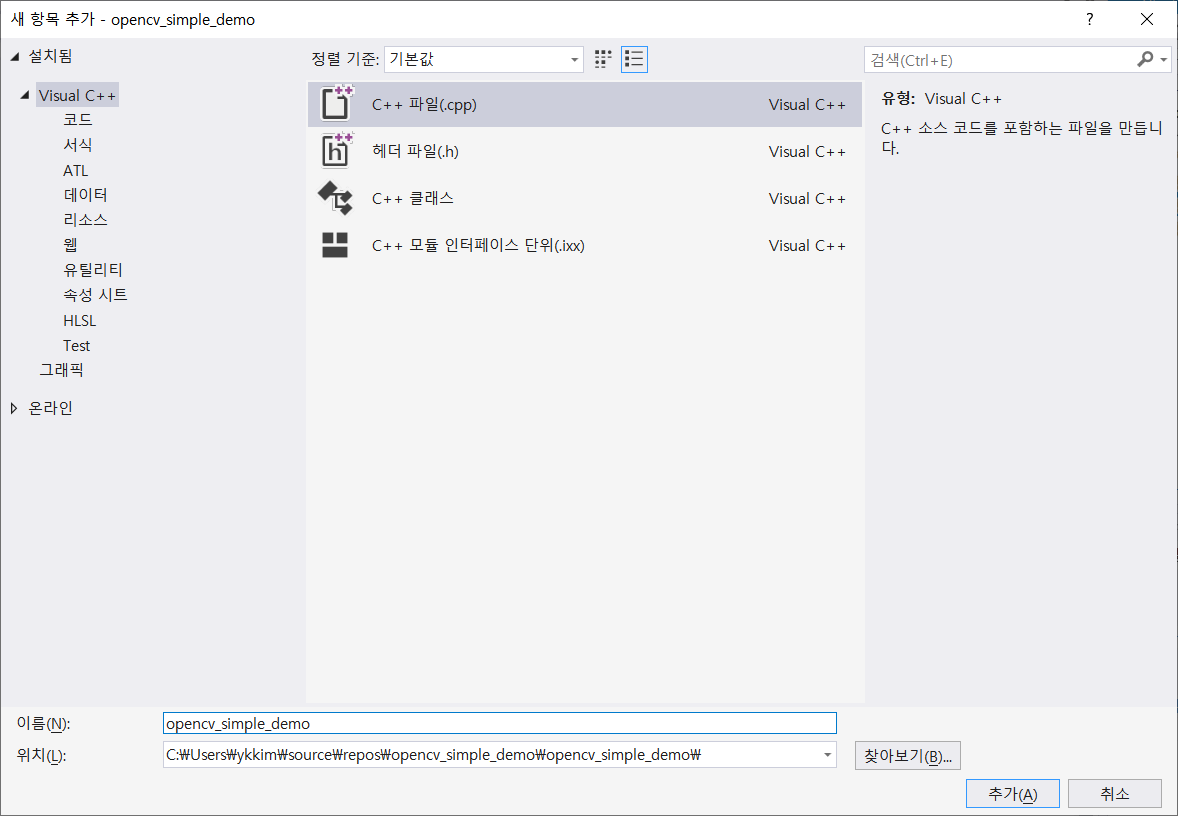 새 항목 추가 - opencv_simple_demo
?
설치됨
Visual C++
코드
서식
ATL
데이터
리소스
웹
유틸리티
속성 시트
HLSL
Test
그래픽
온라인
정렬 기준: 기본값
C++ 파일(.cpp) Visual C++
헤더 파일(.h) Visual C++
C++ 클래스 Visual C++
C++ 모듈 인터페이스 단위(.ixx) Visual C++
검색(Ctrl+E)
유형: Visual C++
C++ 소스 코드를 포함하는 파일을 만듭니
다.
이름(N): opencv_simple_demo
위치(L): C:₩Users₩ykkim₩source₩repos₩opencv_simple_demo₩opencv_simple_demo₩
찾아보기(B)...
추가(A) 취소